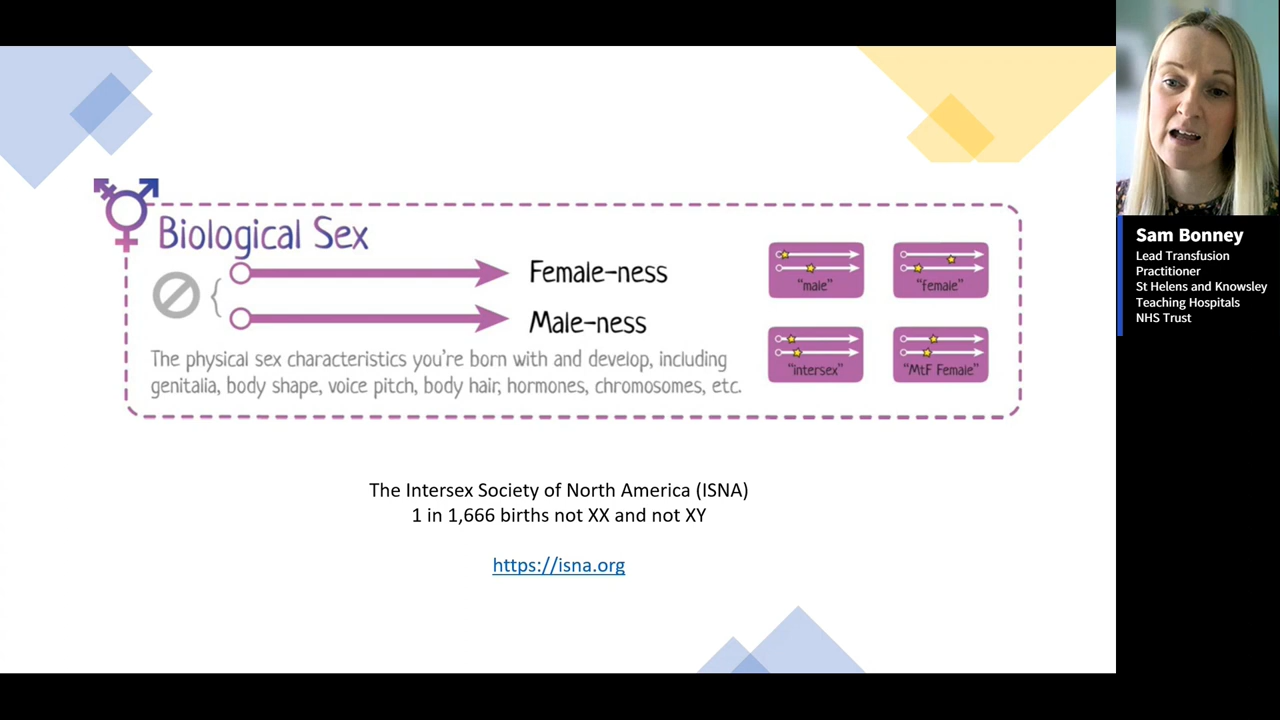 Biological Sex
Female-ness
Male-ness
The physical sex characteristics you're born with and develop, including
genitalia, body shape, voice pitch, body hair, hormones, chromosomes, etc.
"male"
"female"
"intersex"
"MtF Female"
The Intersex Society of North America (ISNA)
1 in 1,666 births not XX and not XY
https://isna.org
Sam Bonney
Lead Transfusion
Practitioner
St Helens and Knowsley
Teaching Hospitals
NHS Trust